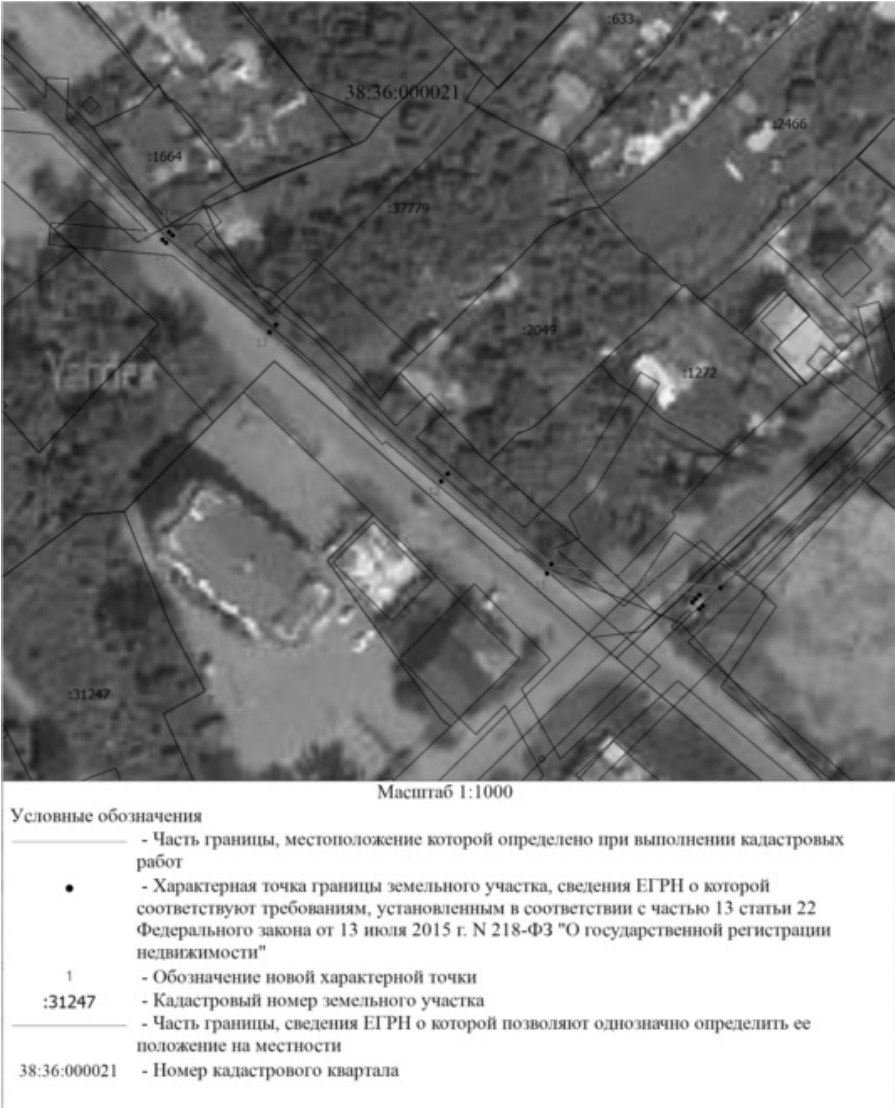 :633
38:36:000021
:2466
:1664
:37779
:2049
13
Yandex
:1272
12
:31247
Масштаб 1:1000
Условные обозначения
- Часть границы, местоположение которой определено при выполнении кадастровых
работ
- Характерная точка границы земельного участка, сведения ЕГРН о которой
соответствуют требованиям, установленным в соответствии с частью 13 статьи 22
Федерального закона от 13 июля 2015 г. N 218-ФЗ "О государственной регистрации
недвижимости"
1 - Обозначение новой характерной точки
:31247 - Кадастровый номер земельного участка
- Часть границы, сведения ЕГРН о которой позволяют однозначно определить ее
положение на местности
38:36:000021 - Номер кадастрового квартала